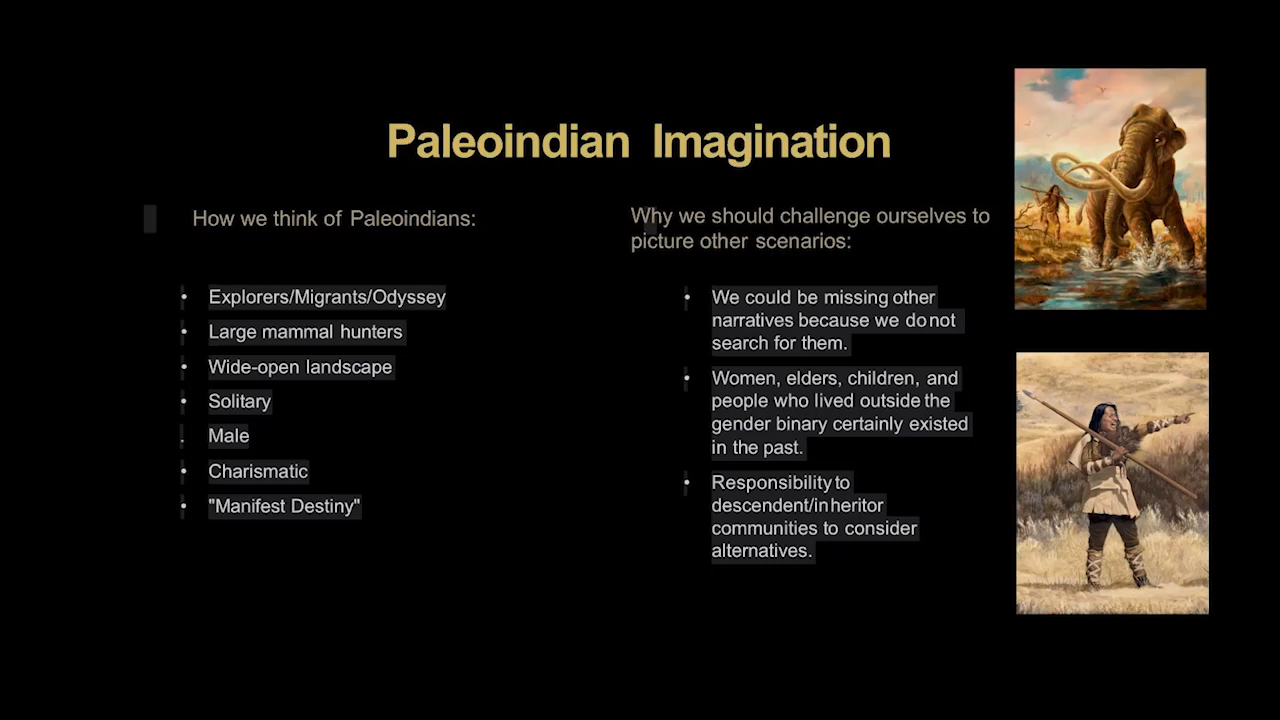 Paleoindian Imagination
How we think of Paleoindians:
• Explorers/Migrants/Odyssey
• Large mammal hunters
• Wide-open landscape
• Solitary
. Male
• Charismatic
• "Manifest Destiny"
Why we should challenge ourselves to
picture other scenarios:
• We could be missing other
narratives because we do not
search for them.
• Women, elders, children, and
people who lived outside the
gender binary certainly existed
in the past.
• Responsibility to
descendent/inheritor
communities to consider
alternatives.